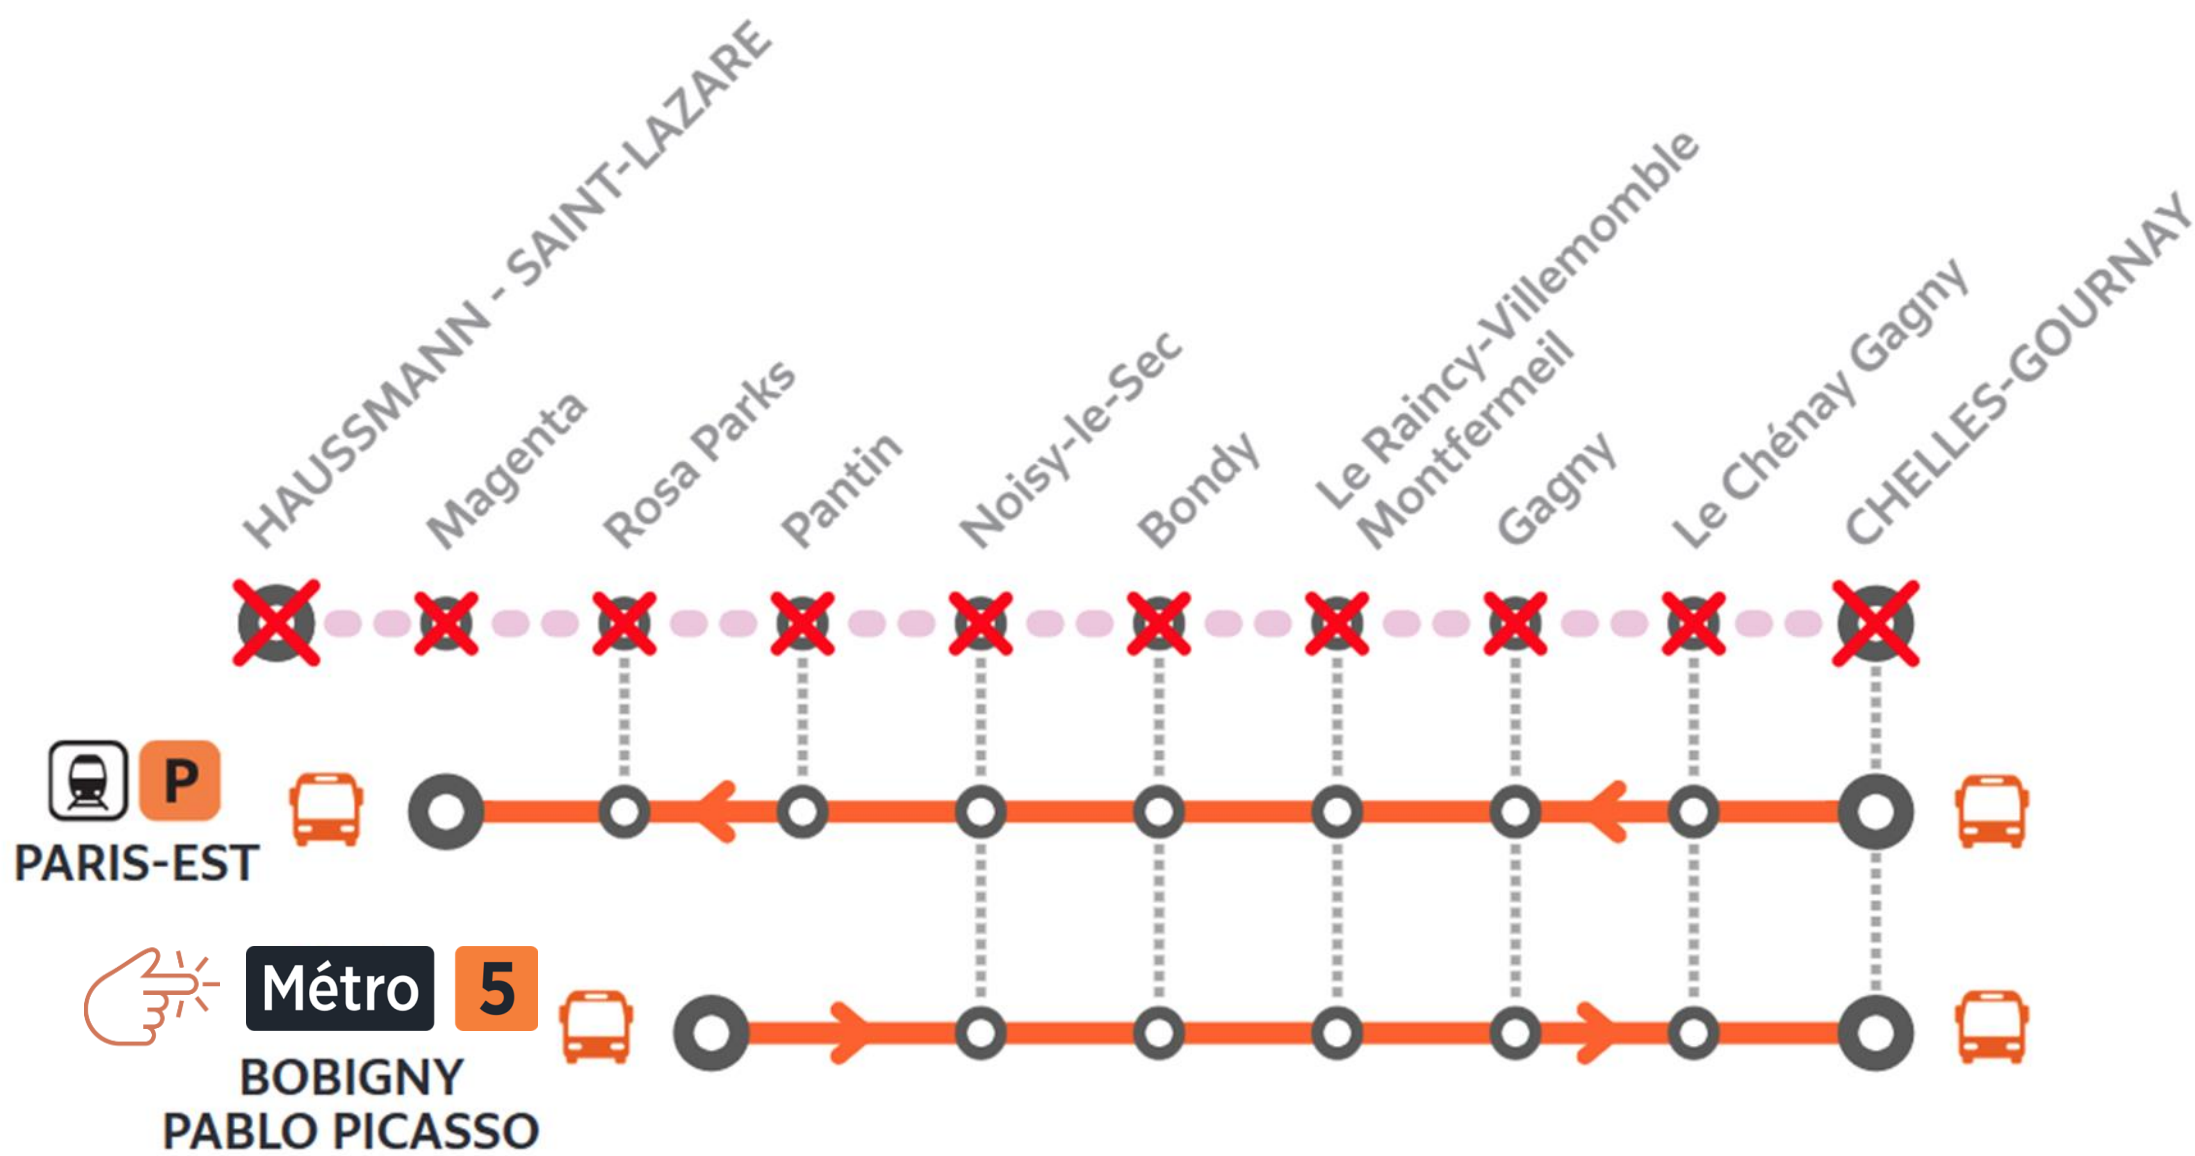 HAUSSMANN - SAINT-LAZARE
Magenta
Rosa Parks
Pantin
Noisy-le-Sec
Bondy
Le Raincy-Villemomble
Montfermeil
Gagny
Le Chénay Gagny
CHELLES-GOURNAY
P
PARIS-EST
Métro 5
BOBIGNY
PABLO PICASSO